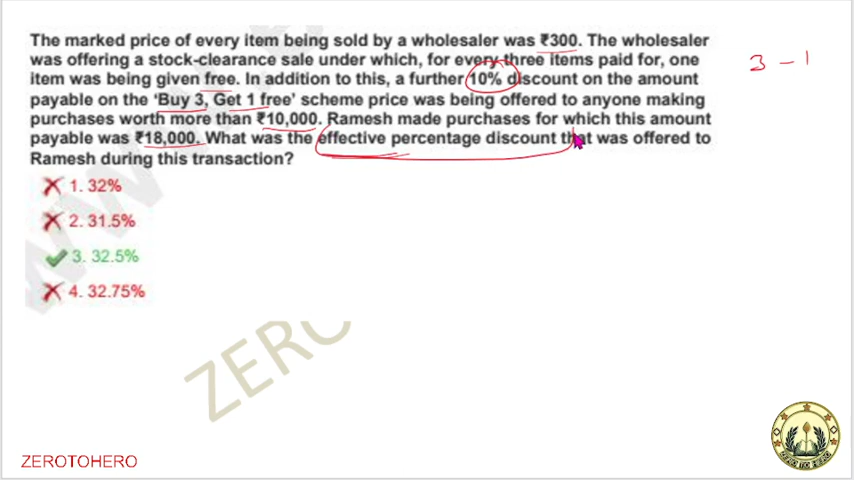 The marked price of every item being sold by a wholesaler was ₹300. The wholesaler
was offering a stock-clearance sale under which, for every three items paid for, one
item was being given free. In addition to this, a further 10% discount on the amount
payable on the 'Buy 3, Get 1 free' scheme price was being offered to anyone making
purchases worth more than ₹10,000. Ramesh made purchases for which this amount
payable was ₹18,000. What was the effective percentage discount that was offered to
Ramesh during this transaction?
3 - 1
1. 32%
2. 31.5%
3. 32.5%
4. 32.75%
ZERO
ZEROTOHERO